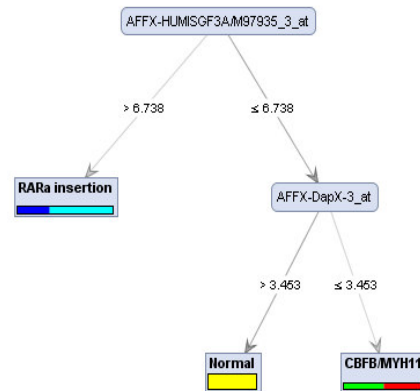 AFFX-HUMISGF3A/M97935_3_at
> 6.738
≤ 6.738
RARa insertion
AFFX-DapX-3_at
> 3.453
≤ 3.453
Normal
CBFB/MYH11